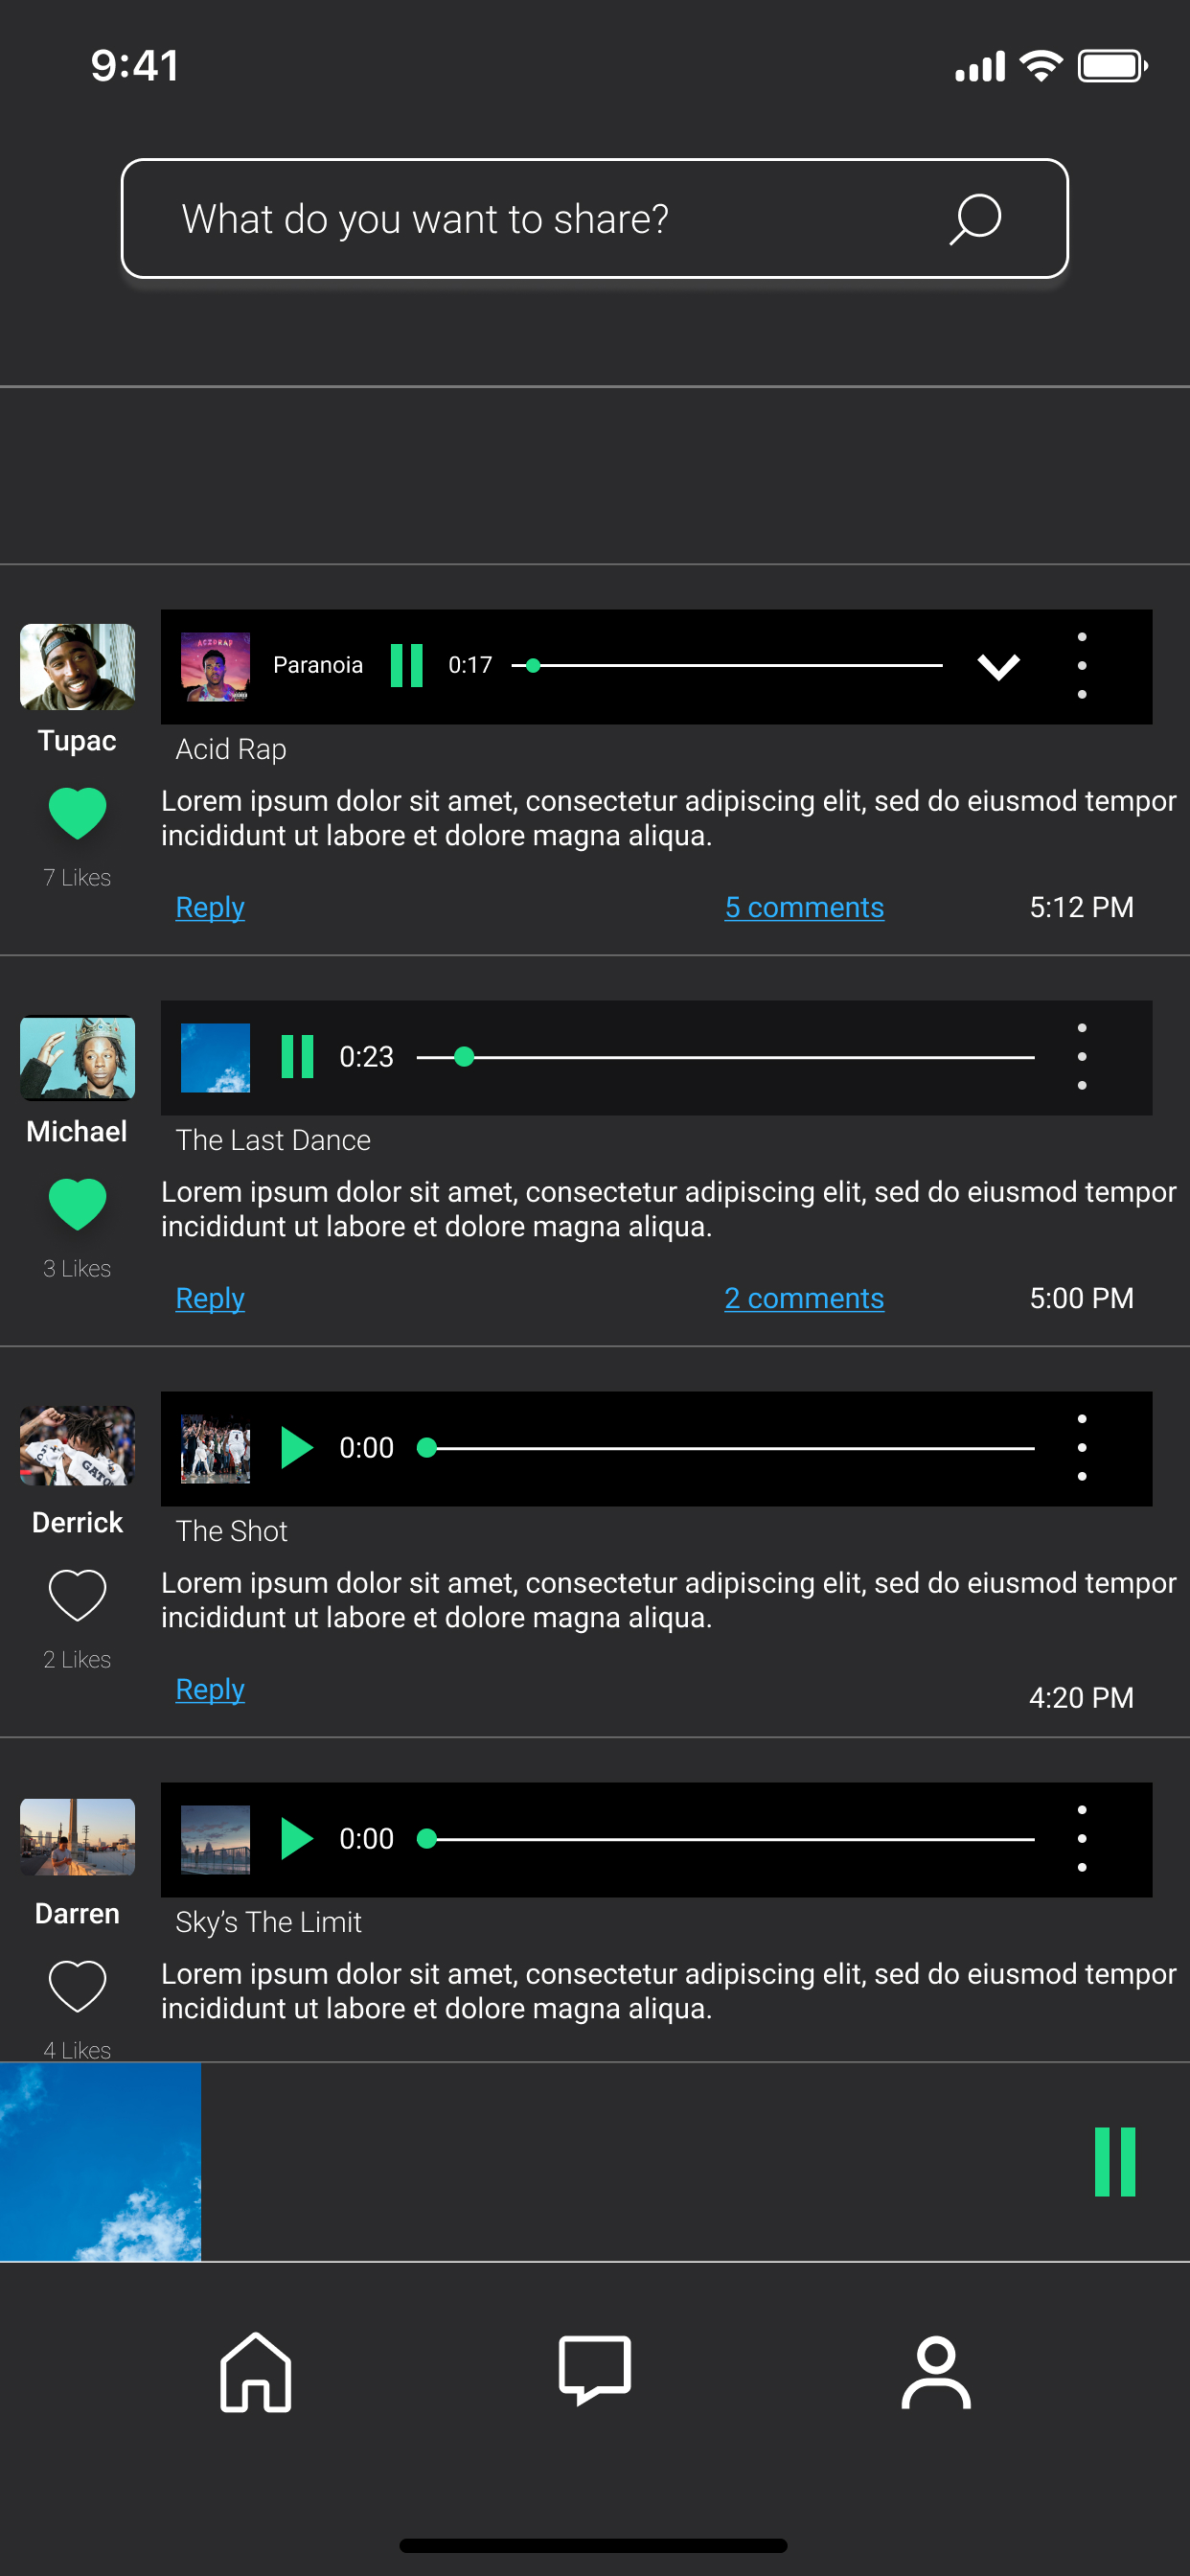 9:41
What do you want to share?
ACIDRAP
Paranoia 0:17
Tupac
Acid Rap
Lorem ipsum dolor sit amet, consectetur adipiscing elit, sed do eiusmod tempor
incididunt ut labore et dolore magna aliqua.
7 Likes
Reply 5 comments 5:12 PM
0:23
Michael
The Last Dance
Lorem ipsum dolor sit amet, consectetur adipiscing elit, sed do eiusmod tempor
incididunt ut labore et dolore magna aliqua.
3 Likes
Reply 2 comments 5:00 PM
GATO
0:00
Derrick
The Shot
Lorem ipsum dolor sit amet, consectetur adipiscing elit, sed do eiusmod tempor
incididunt ut labore et dolore magna aliqua.
2 Likes
Reply 4:20 PM
0:00
Darren
Sky’s The Limit
Lorem ipsum dolor sit amet, consectetur adipiscing elit, sed do eiusmod tempor
incididunt ut labore et dolore magna aliqua.
4 Likes